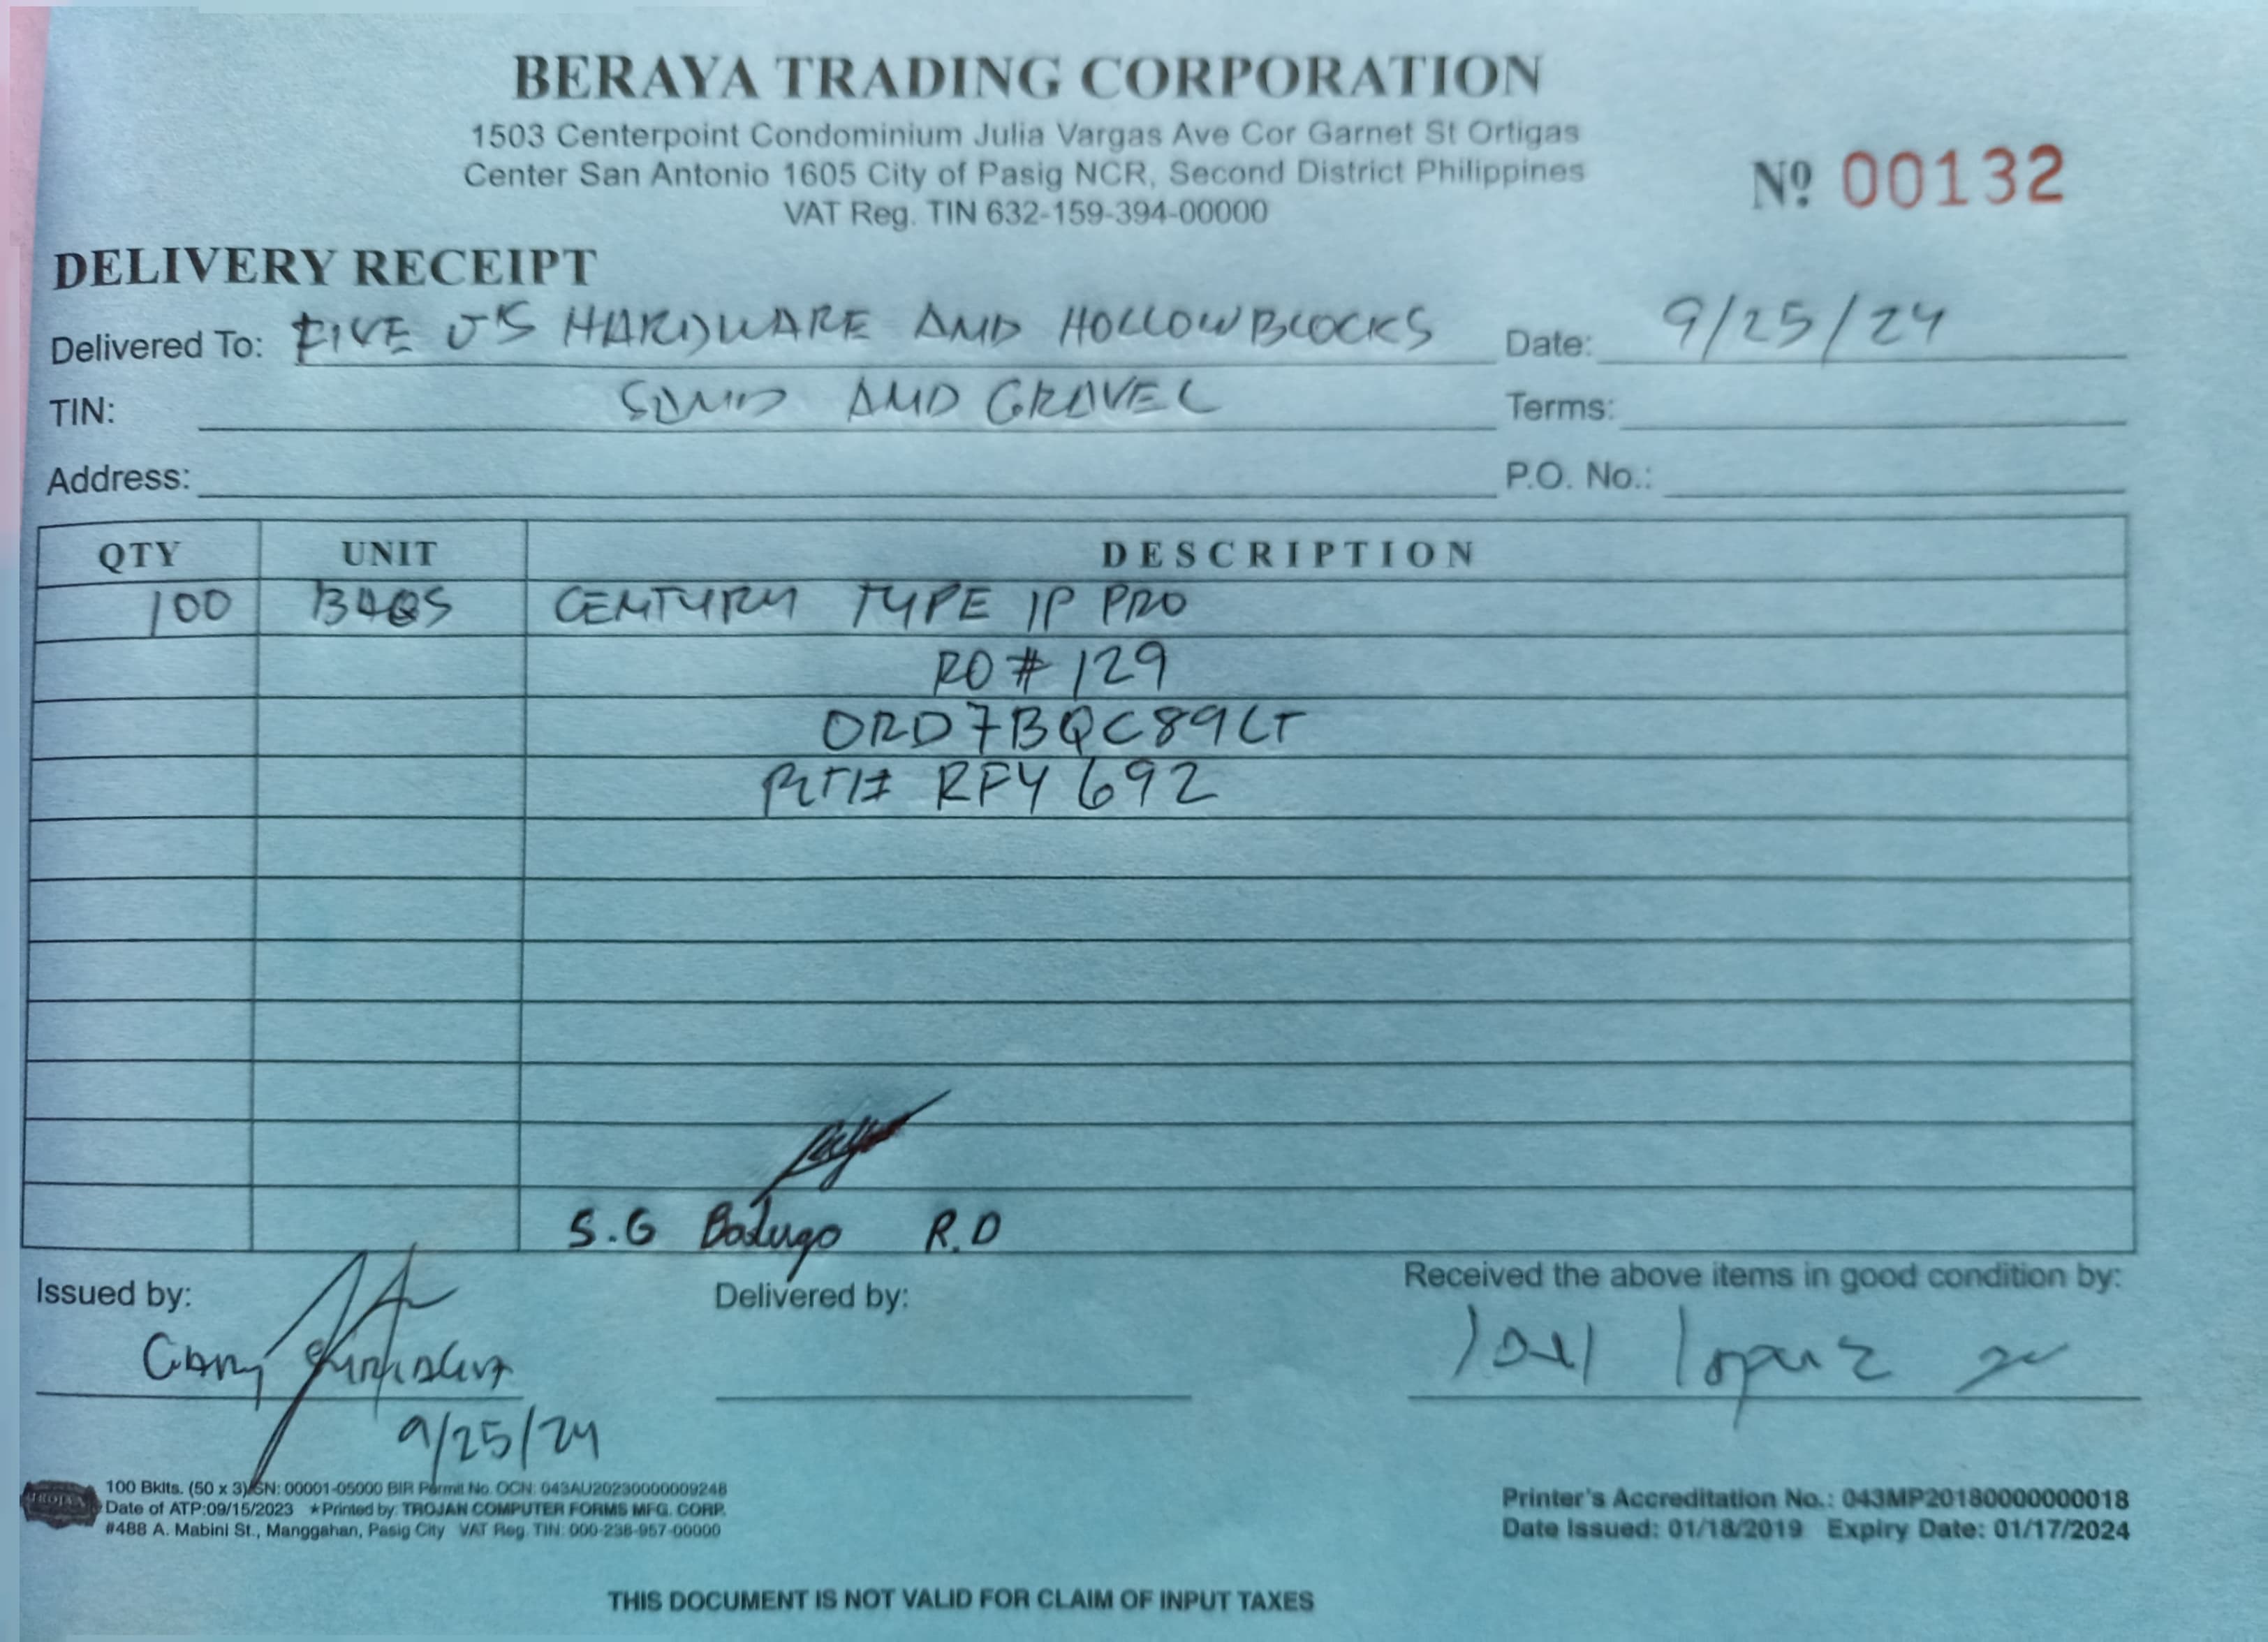 BERAYA TRADING CORPORATION
1503 Centerpoint Condominium Julia Vargas Ave Cor Garnet St Ortigas
Center San Antonio 1605 City of Pasig NCR, Second District Philippines
VAT Reg. TIN 632-159-394-00000
Nº 00132
DELIVERY RECEIPT
Delivered To: FIVE J'S HARDWARE AND HOLLOWBLOCKS Date: 9/25/24
TIN: SAND AND GRAVEL Terms:
Address: P.O. No.:
QTY UNIT DESCRIPTION
100 BAGS CENTURY TYPE 1P PRO
RO # 129
ORD7BQC89LT
PLT# RFY 692
S.G R.D
Issued by: Delivered by: Received the above items in good condition by:
Gary lopez
9/25/24
TROJAN
100 Bklts. (50 x 3) SN: 00001-05000 BIR Permit No. OCN: 043AU20230000009248
Date of ATP:09/15/2023 ★Printed by: TROJAN COMPUTER FORMS MFG. CORP.
#488 A. Mabini St., Manggahan, Pasig City VAT Reg. TIN: 000-238-957-00000
Printer's Accreditation No.: 043MP20180000000018
Date Issued: 01/18/2019 Expiry Date: 01/17/2024
THIS DOCUMENT IS NOT VALID FOR CLAIM OF INPUT TAXES